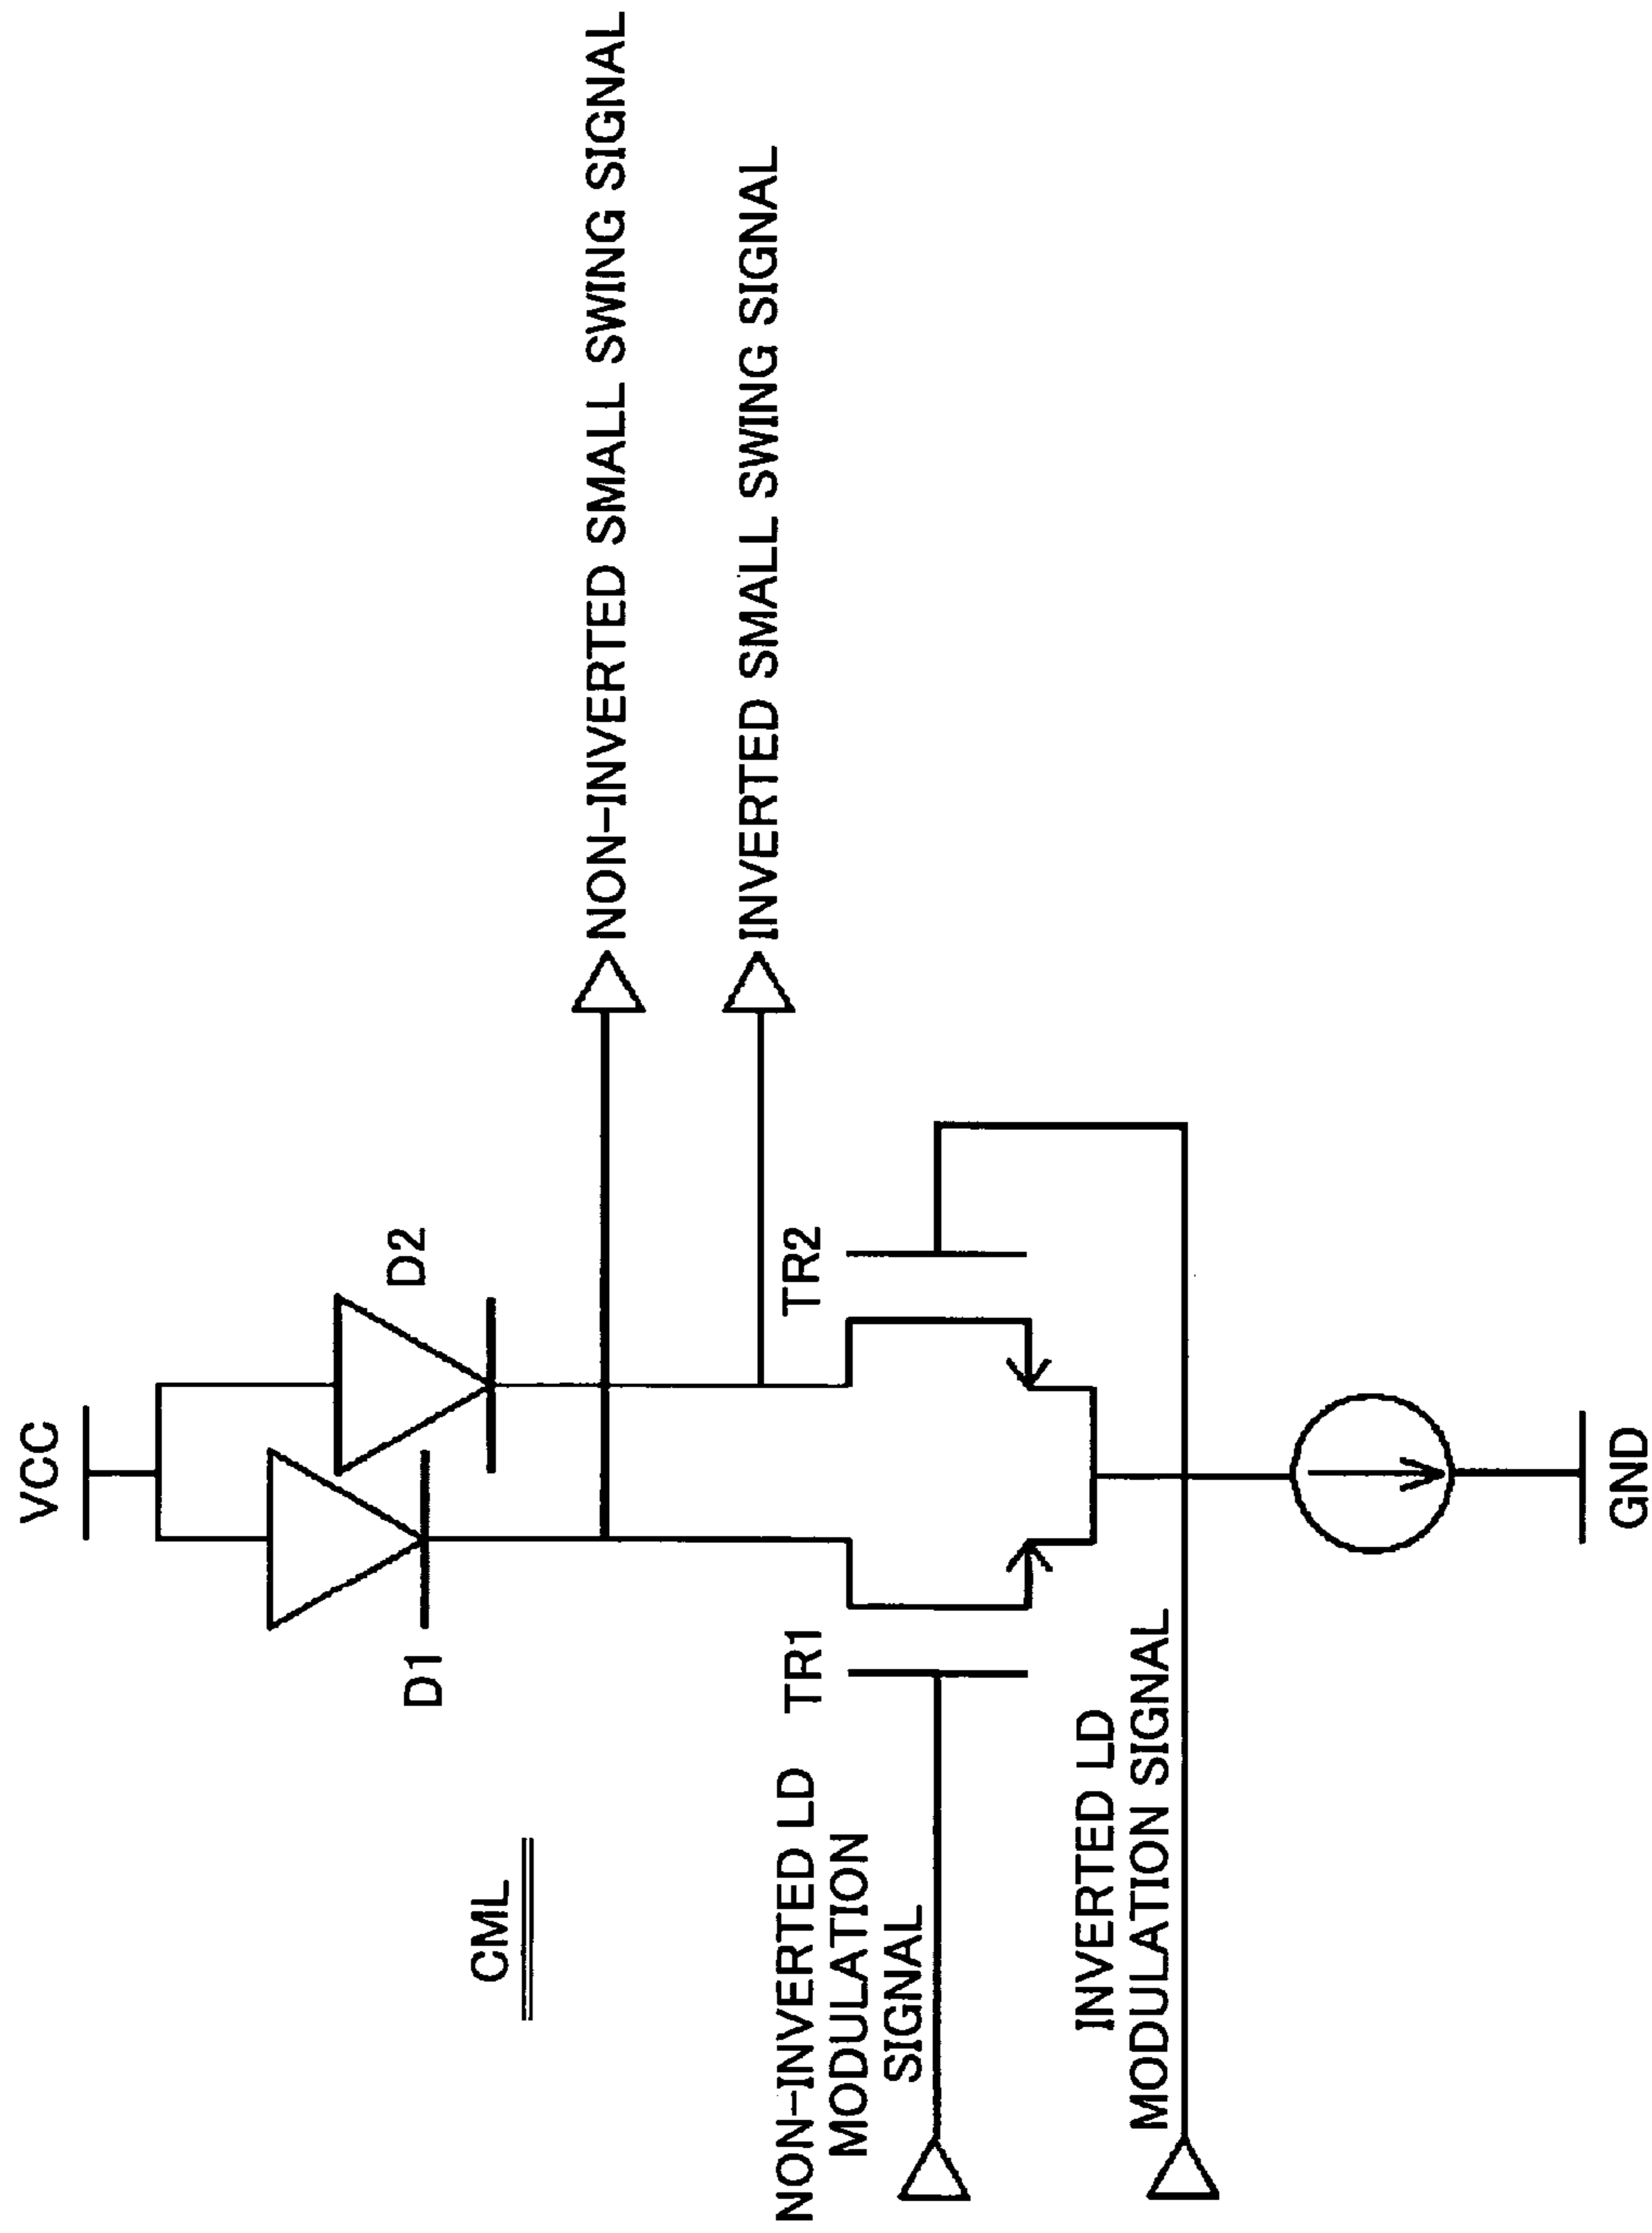 VCC
D1
D2
CML
NON-INVERTED SMALL SWING SIGNAL
INVERTED SMALL SWING SIGNAL
NON-INVERTED LD
MODULATION
SIGNAL
TR1
TR2
INVERTED LD
MODULATION SIGNAL
GND